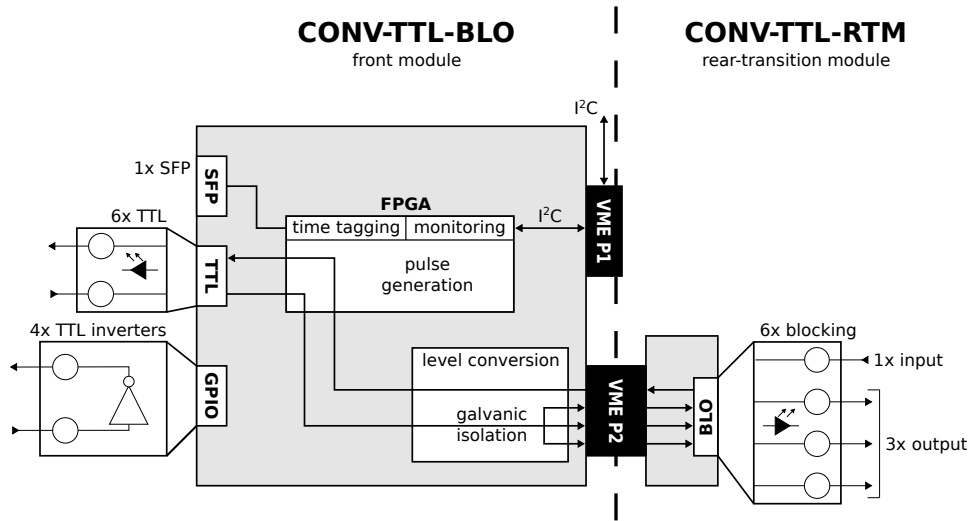 CONV-TTL-BLO
front module
CONV-TTL-RTM
rear-transition module
I²C
1x SFP
SFP
FPGA
time tagging
monitoring
pulse
generation
I²C
VME P1
6x TTL
TTL
4x TTL inverters
GPIO
level conversion
galvanic
isolation
VME P2
BLO
6x blocking
1x input
3x output